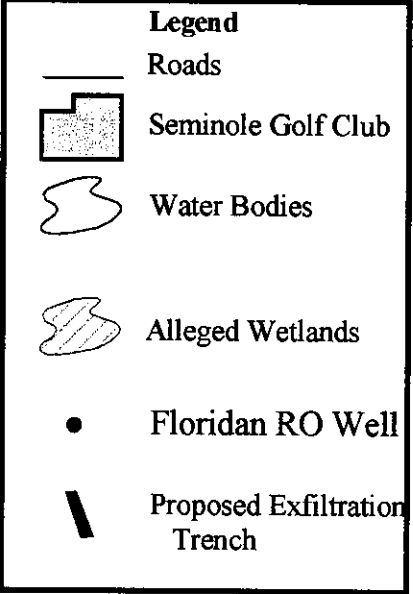 Legend
Roads
Seminole Golf Club
Water Bodies
Alleged Wetlands
Floridan RO Well
Proposed Exfiltration
Trench